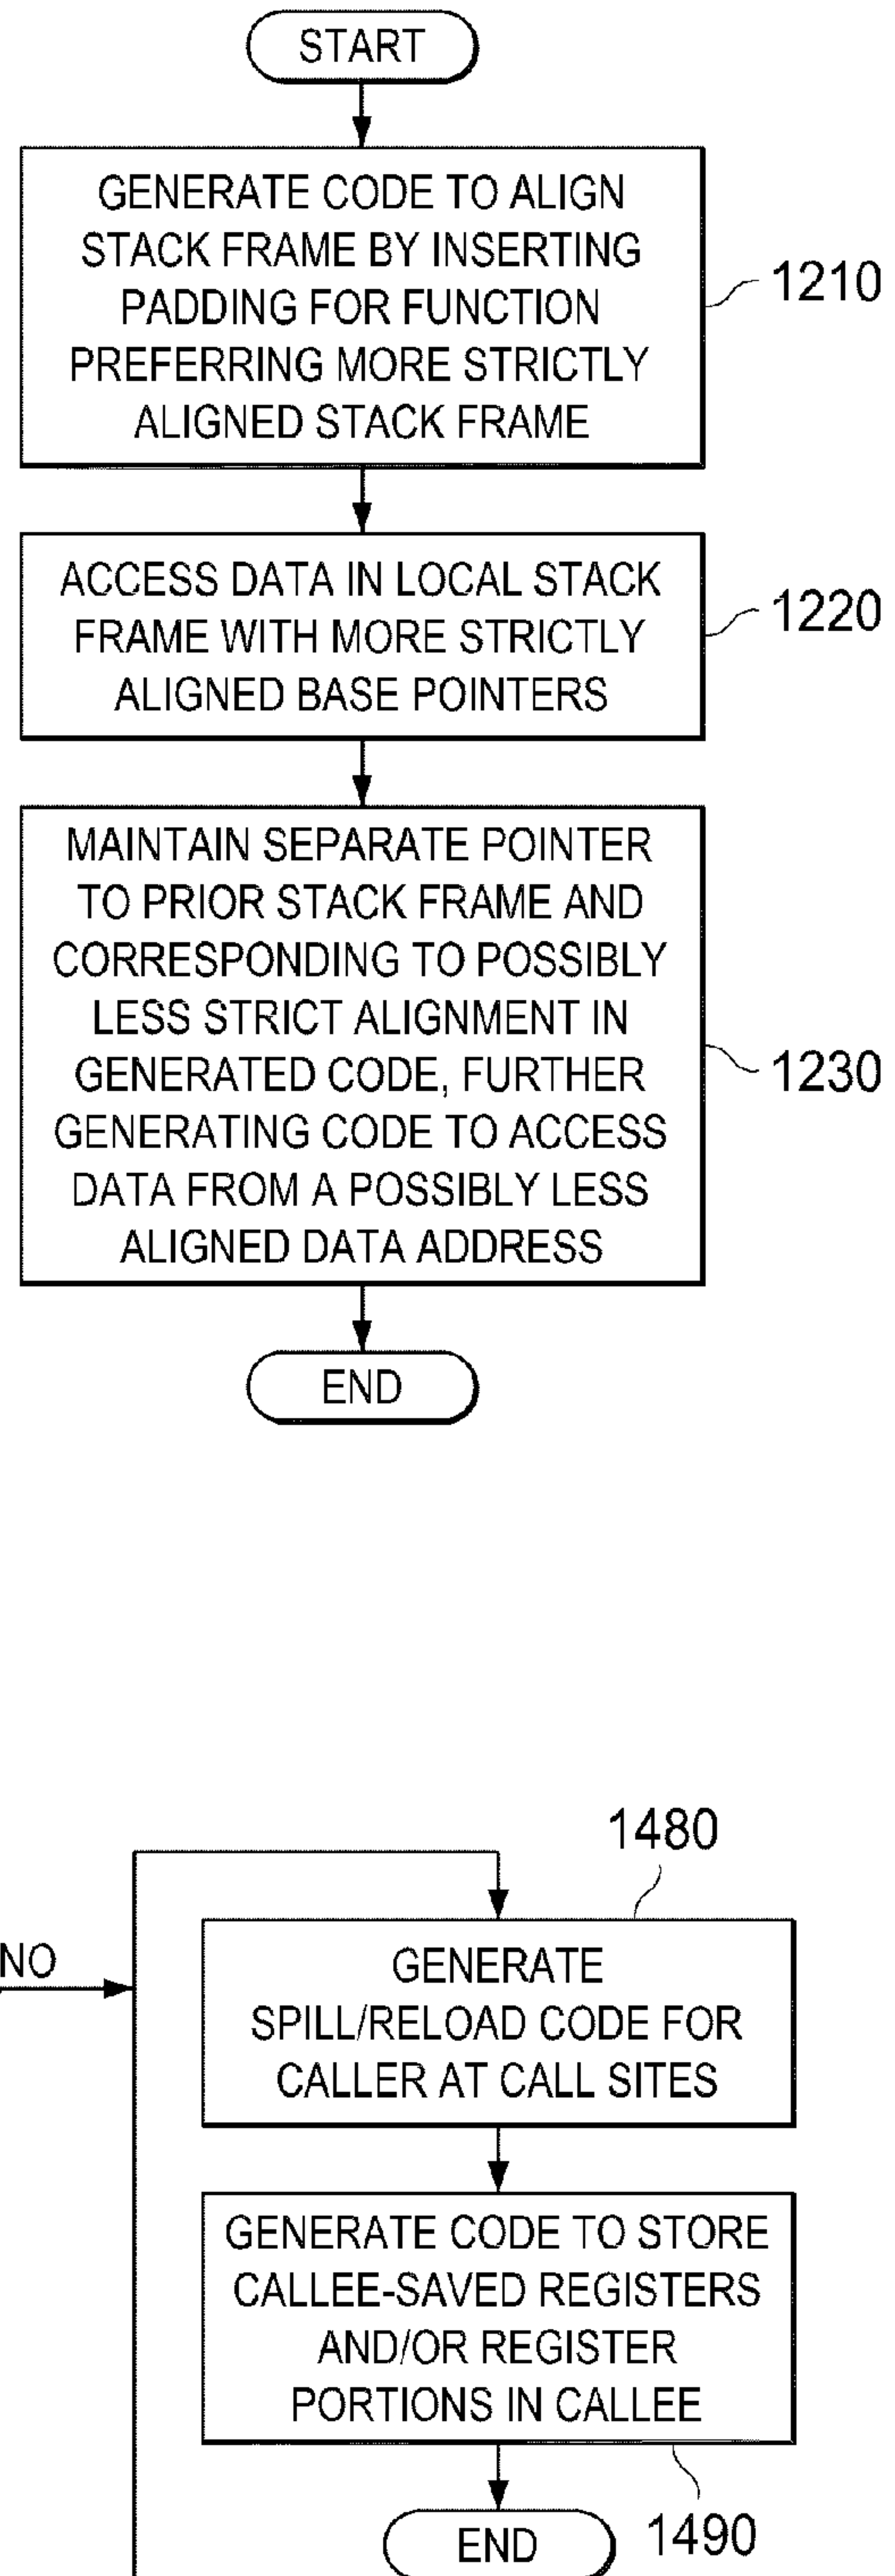 START
GENERATE CODE TO ALIGN
STACK FRAME BY INSERTING
PADDING FOR FUNCTION
PREFERRING MORE STRICTLY
ALIGNED STACK FRAME
1210
ACCESS DATA IN LOCAL STACK
FRAME WITH MORE STRICTLY
ALIGNED BASE POINTERS
1220
MAINTAIN SEPARATE POINTER
TO PRIOR STACK FRAME AND
CORRESPONDING TO POSSIBLY
LESS STRICT ALIGNMENT IN
GENERATED CODE, FURTHER
GENERATING CODE TO ACCESS
DATA FROM A POSSIBLY LESS
ALIGNED DATA ADDRESS
1230
END
1480
NO
GENERATE
SPILL/RELOAD CODE FOR
CALLER AT CALL SITES
GENERATE CODE TO STORE
CALLEE-SAVED REGISTERS
AND/OR REGISTER
PORTIONS IN CALLEE
1490
END